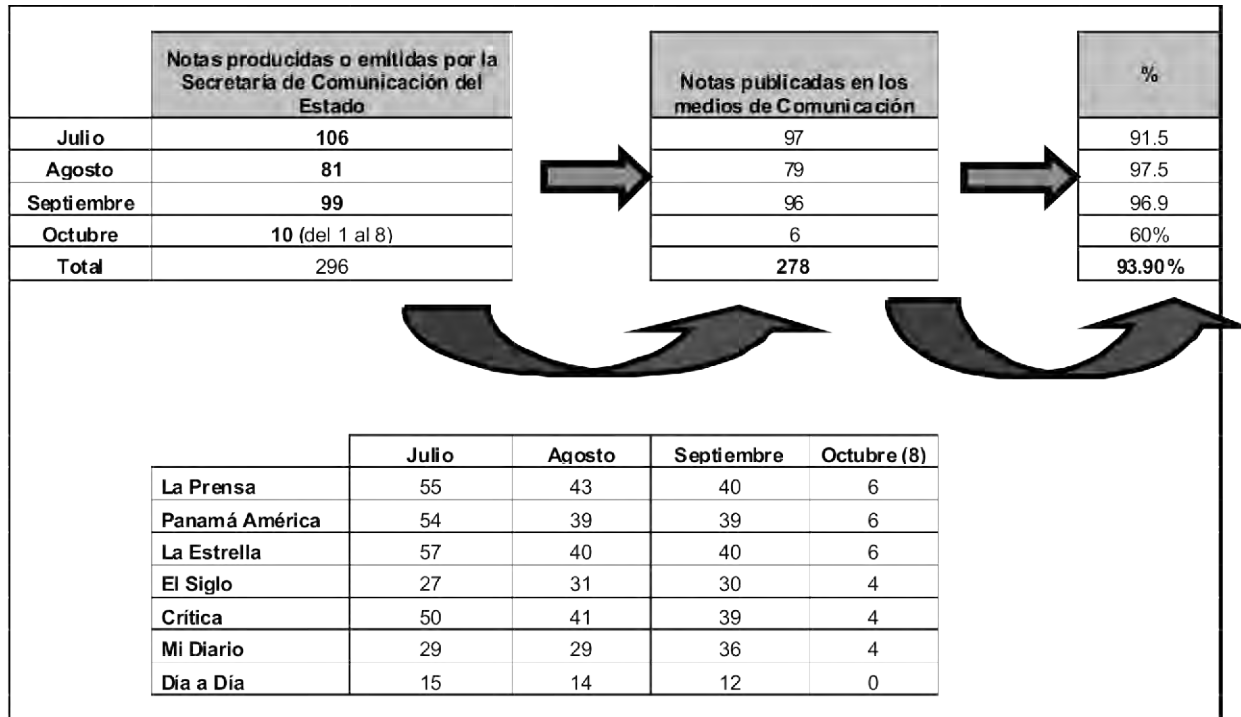 Notas producidas o emitidas por la
Secretaría de Comunicación del
Estado
Notas publicadas en los
medios de Comunicación
%
Julio 106 97 91.5
Agosto 81 79 97.5
Septiembre 99 96 96.9
Octubre 10 (del 1 al 8) 6 60%
Total 296 278 93.90%
Julio Agosto Septiembre Octubre (8)
La Prensa 55 43 40 6
Panamá América 54 39 39 6
La Estrella 57 40 40 6
El Siglo 27 31 30 4
Crítica 50 41 39 4
Mi Diario 29 29 36 4
Día a Día 15 14 12 0